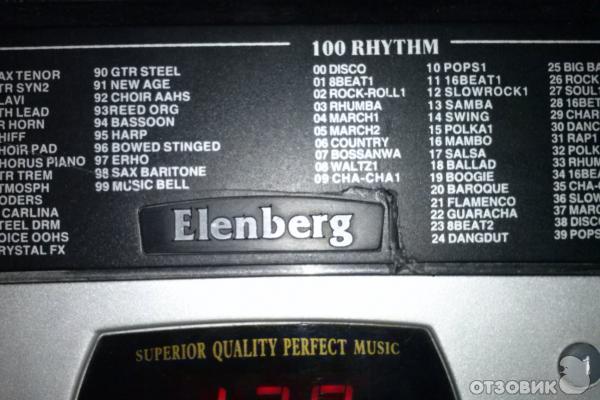 100 RHYTHM
AX TENOR
TR SYN2
LAVI
TH LEAD
R HORN
HIFF
HOIR PAD
HORUS PIANO
TR TREM
TMOSPH
ODERS
CARLINA
TEEL DRM
OICE OOHS
RYSTAL FX
90 GTR STEEL
91 NEW AGE
92 CHOIR AAHS
93REED ORG
94 BASSOON
95 HARP
96 BOWED STINGED
97 ERHO
98 SAX BARITONE
99 MUSIC BELL
00 DISCO
01 8BEAT1
02 ROCK-ROLL1
03 RHUMBA
04 MARCH1
05 MARCH2
06 COUNTRY
07 BOSSANWA
08 WALTZ1
09 CHA-CHA1
10 POPS1
11 16BEAT1
12 SLOWROCK1
13 SAMBA
14 SWING
15 POLKA1
16 MAMBO
17 SALSA
18 BALLAD
19 BOOGIE
20 BAROQUE
21 FLAMENCO
22 GUARACHA
23 8BEAT2
24 DANGDUT
25 BIG BA
26 ROCK
27 SOUL
28 16BE
29 CHAR
30 DANC
31 RAP1
32 POLK
33 RHUM
34 16BEA
35 CHA-C
36 SLOW
37 MARC
38 DISCO
39 POPS
Elenberg
SUPERIOR QUALITY PERFECT MUSIC
ОТЗОВИК